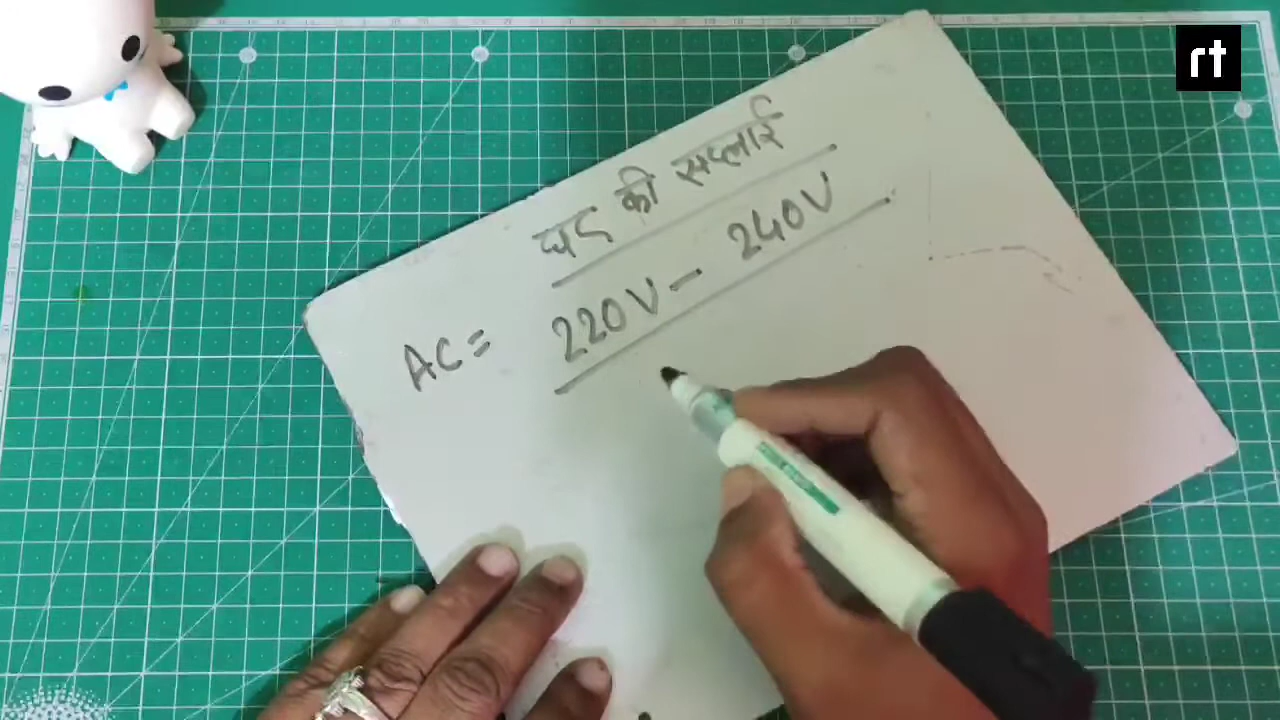 घर की सप्लाई
AC= 220V - 240V
rt